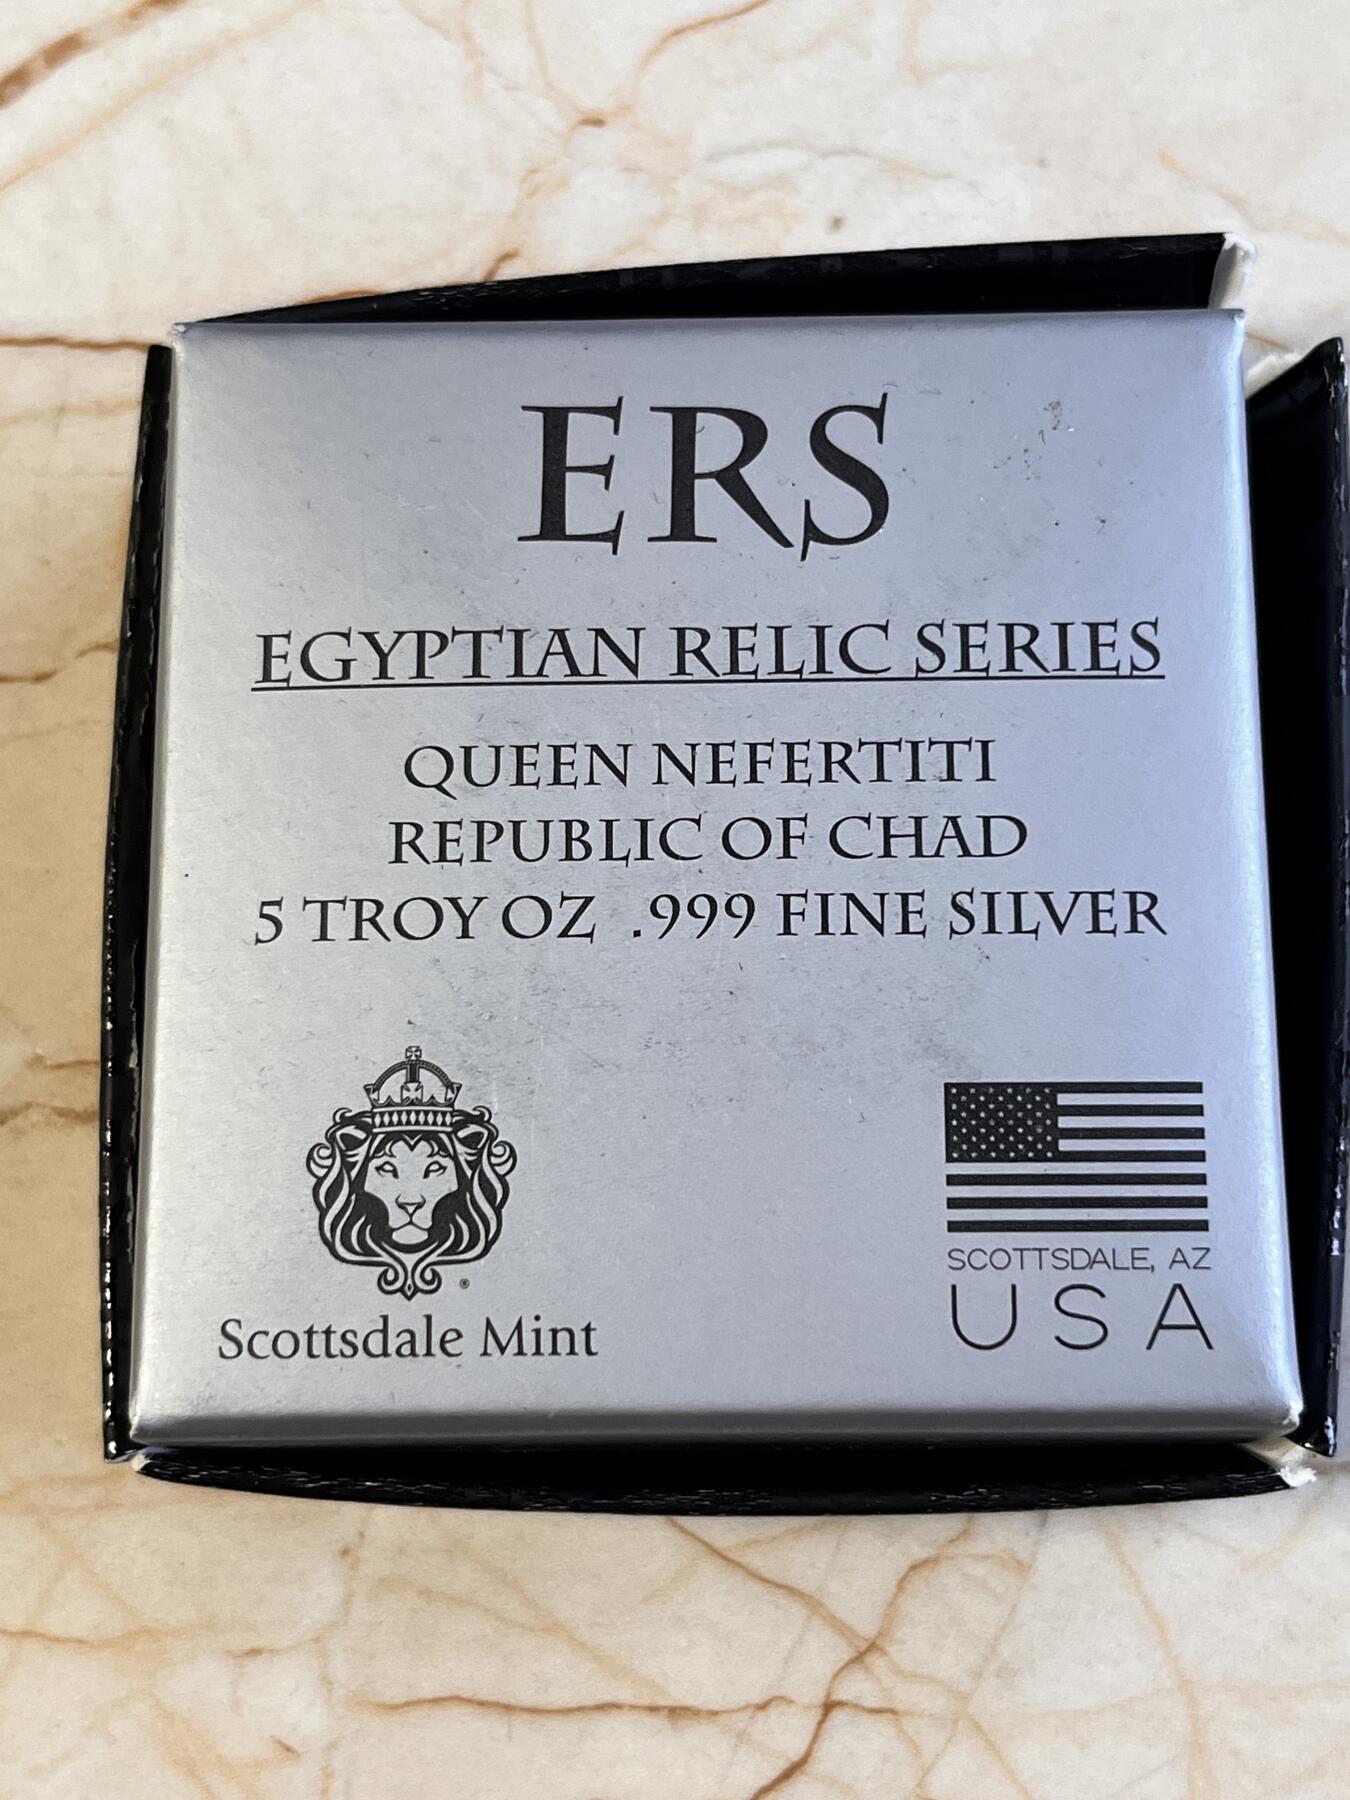 ERS
EGYPTIAN RELIC SERIES
QUEEN NEFERTITI
REPUBLIC OF CHAD
5 TROY OZ .999 FINE SILVER
®
Scottsdale Mint
SCOTTSDALE, AZ
USA